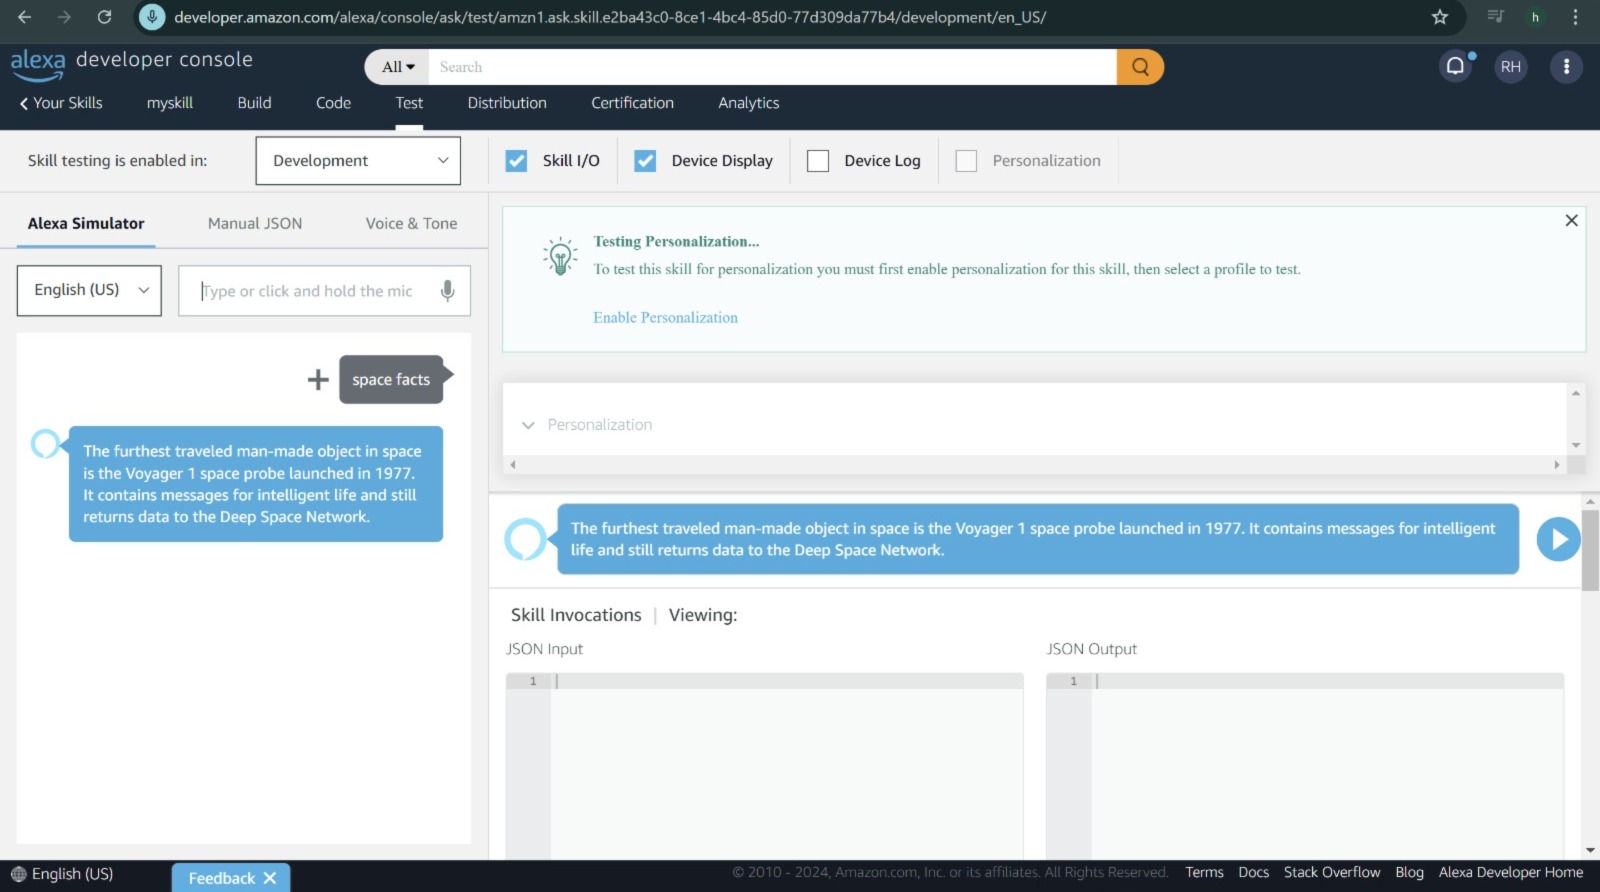 developer.amazon.com/alexa/console/ask/test/amzn1.ask.skill.e2ba43c0-8ce1-4bc4-85d0-77d309da77b4/development/en_US/
h
alexa developer console
All
Search
RH
Your Skills
myskill
Build
Code
Test
Distribution
Certification
Analytics
Skill testing is enabled in:
Development
Skill I/O
Device Display
Device Log
Personalization
Alexa Simulator
Manual JSON
Voice & Tone
English (US)
Type or click and hold the mic
space facts
The furthest traveled man-made object in space
is the Voyager 1 space probe launched in 1977.
It contains messages for intelligent life and still
returns data to the Deep Space Network.
Testing Personalization...
To test this skill for personalization you must first enable personalization for this skill, then select a profile to test.
Enable Personalization
Personalization
The furthest traveled man-made object in space is the Voyager 1 space probe launched in 1977. It contains messages for intelligent
life and still returns data to the Deep Space Network.
Skill Invocations | Viewing:
JSON Input
1
JSON Output
1
English (US)
Feedback
© 2010 - 2024, Amazon.com, Inc. or its affiliates. All Rights Reserved.
Terms
Docs
Stack Overflow
Blog
Alexa Developer Home